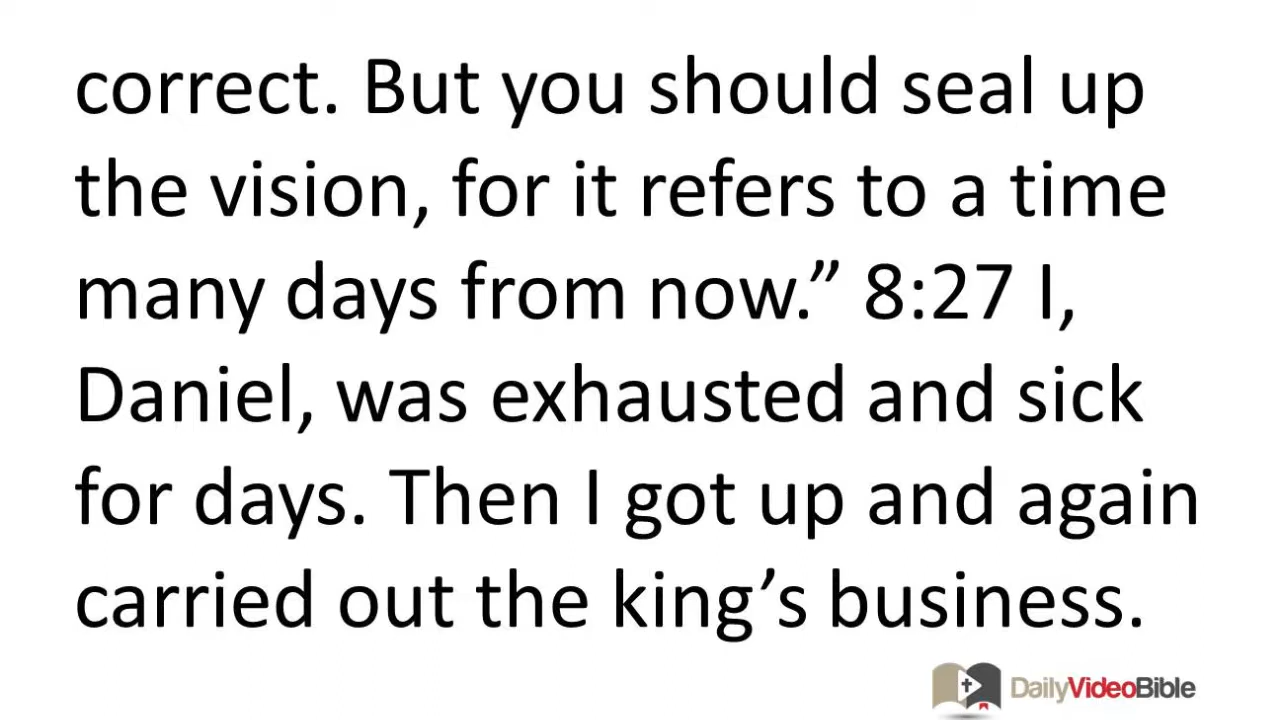 correct. But you should seal up
the vision, for it refers to a time
many days from now.” 8:27 I,
Daniel, was exhausted and sick
for days. Then I got up and again
carried out the king’s business.
DailyVideoBible